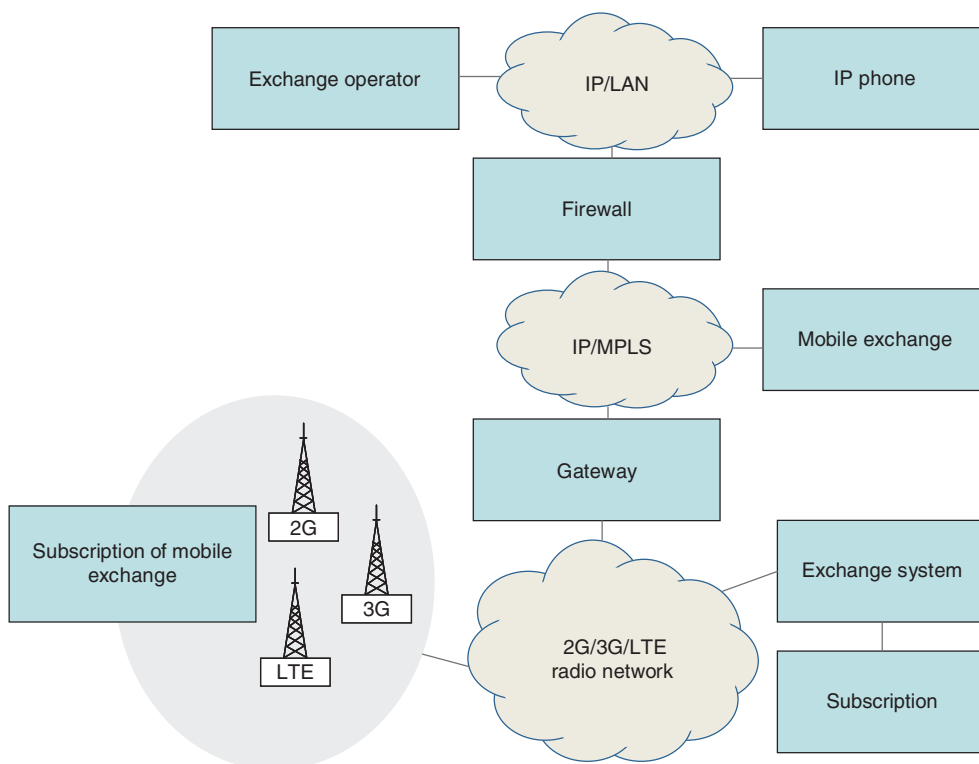 Exchange operator
IP/LAN
IP phone
Firewall
IP/MPLS
Mobile exchange
Gateway
2G
Subscription of mobile
exchange
3G
LTE
2G/3G/LTE
radio network
Exchange system
Subscription